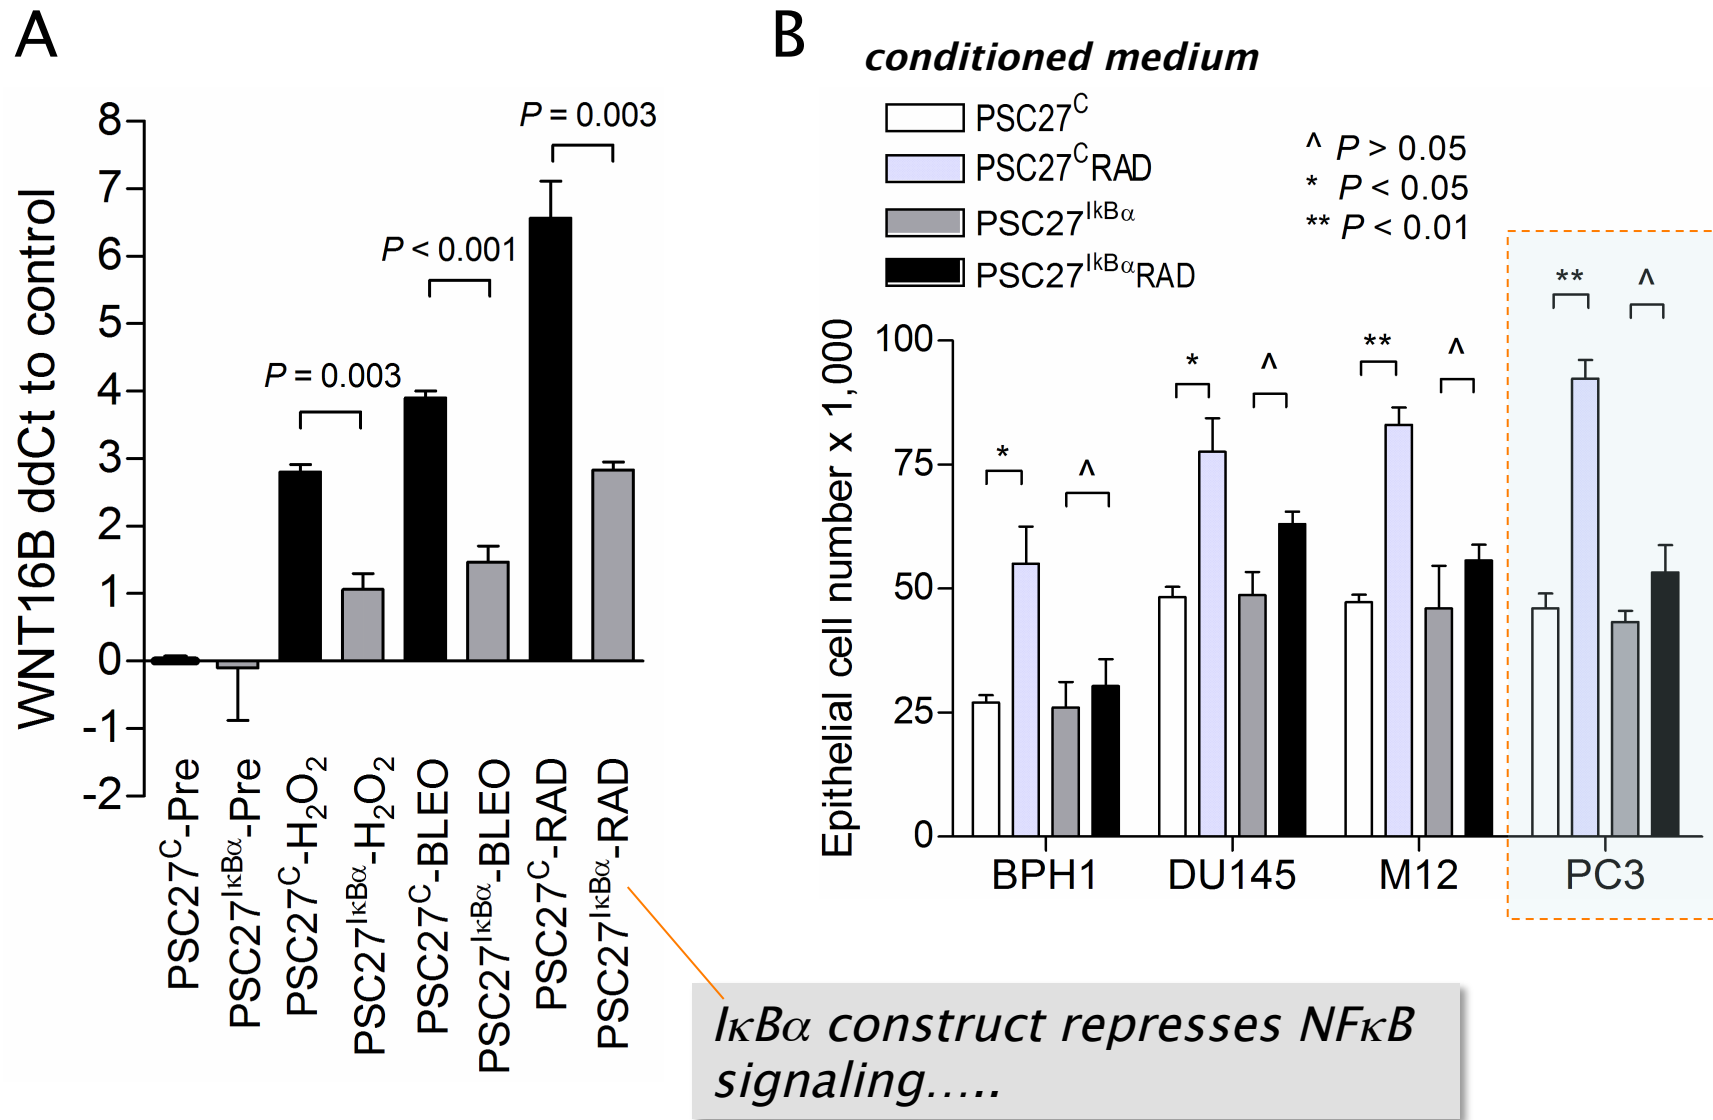 A
WNT16B ddCt to control
8
7
6
5
4
3
2
1
0
-1
-2
P = 0.003
P < 0.001
P = 0.003
PSC27C-Pre
PSC27IκBα-Pre
PSC27C-H2O2
PSC27IκBα-H2O2
PSC27C-BLEO
PSC27IκBα-BLEO
PSC27C-RAD
PSC27IκBα-RAD
IκBα construct represses NFκB
signaling.....
B
conditioned medium
PSC27C
PSC27CRAD
PSC27IkBα
PSC27IkBαRAD
^ P > 0.05
* P < 0.05
** P < 0.01
Epithelial cell number x 1,000
100
75
50
25
0
* ^
* ^
** ^
** ^
BPH1
DU145
M12
PC3